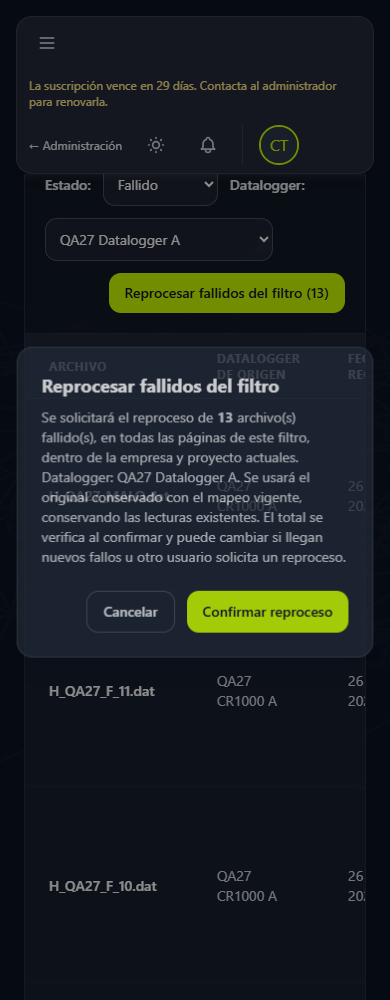 La suscripción vence en 29 días. Contacta al administrador
para renovarla.
← Administración
CT
Estado:
Fallido
Datalogger:
QA27 Datalogger A
Reprocesar fallidos del filtro (13)
ARCHIVO
DATALOGGER
DE ORIGEN
Reprocesar fallidos del filtro
Se solicitará el reproceso de 13 archivo(s)
fallido(s), en todas las páginas de este filtro,
dentro de la empresa y proyecto actuales.
Datalogger: QA27 Datalogger A. Se usará el
original conservado con el mapeo vigente,
conservando las lecturas existentes. El total se
verifica al confirmar y puede cambiar si llegan
nuevos fallos u otro usuario solicita un reproceso.
QA27
CR1000 A
26
Cancelar
Confirmar reproceso
H_QA27_F_11.dat
QA27
CR1000 A
26
H_QA27_F_10.dat
QA27
CR1000 A
26